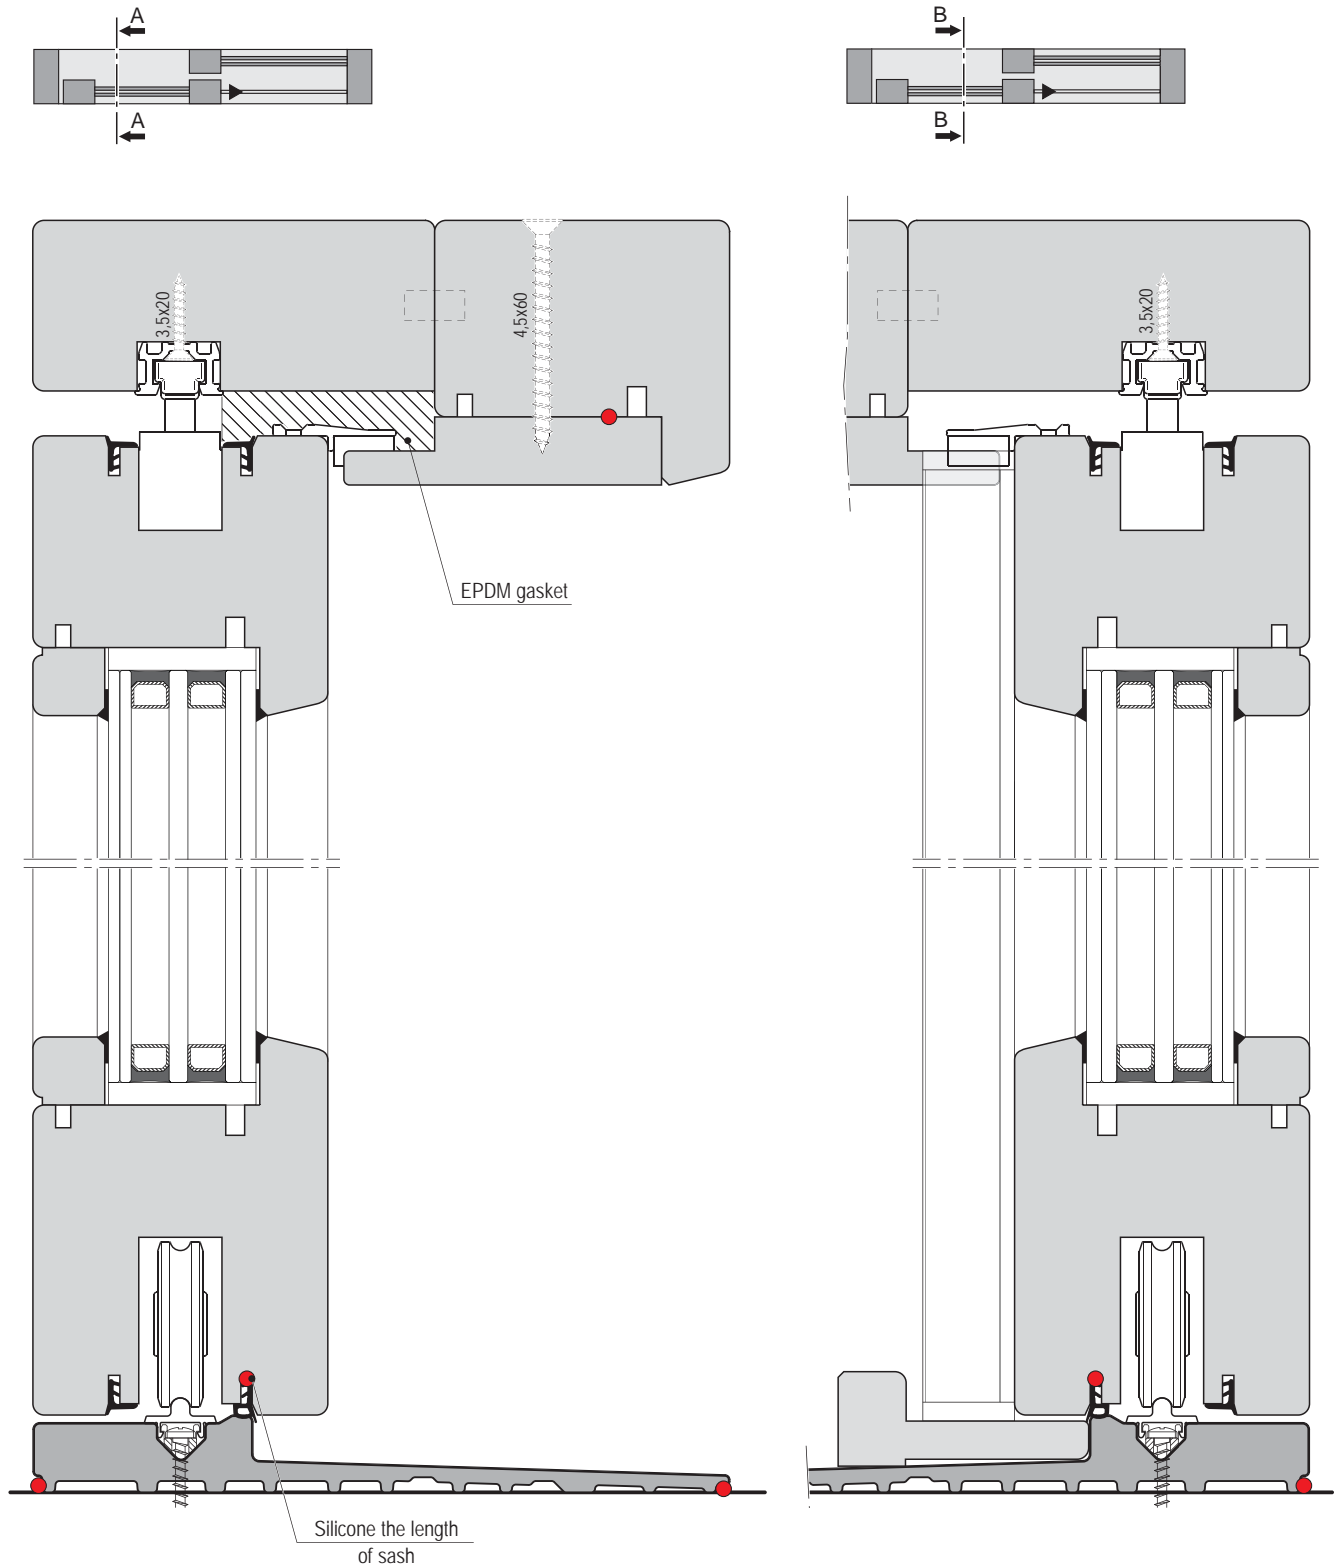 A
B
A
B
3,5x20
4,5x60
3,5x20
EPDM gasket
Silicone the length
of sash